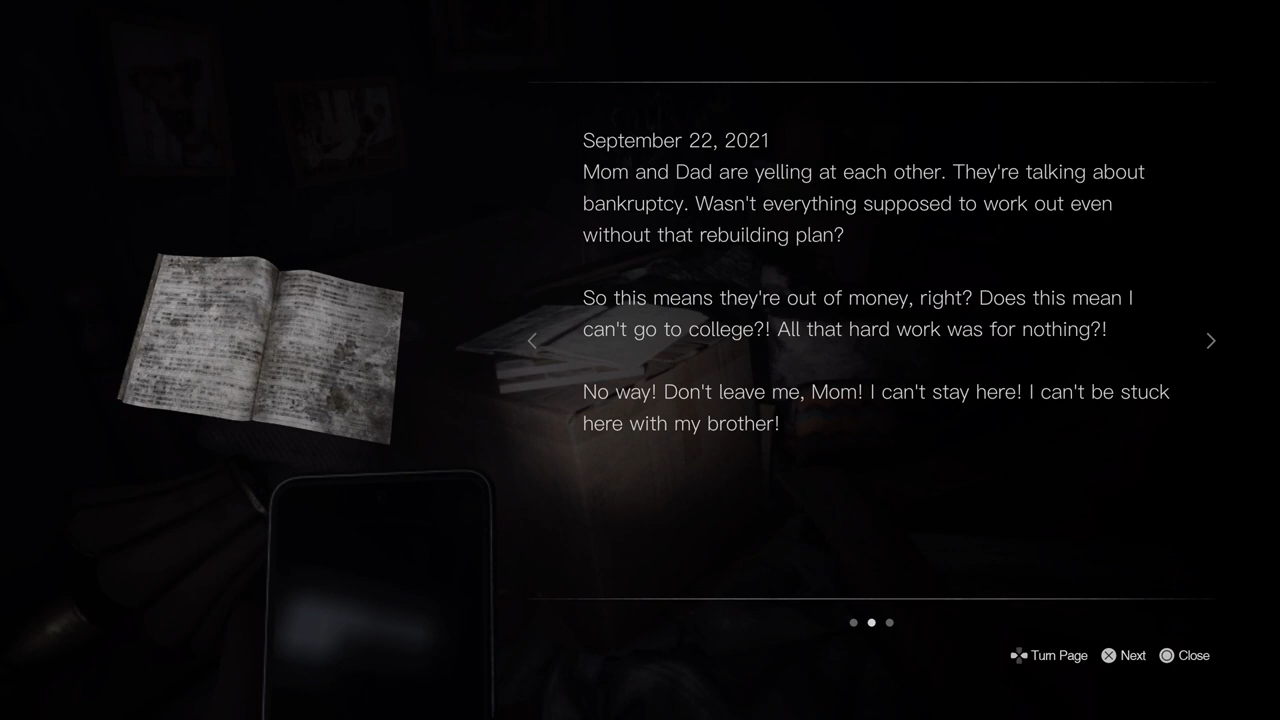 September 22, 2021
Mom and Dad are yelling at each other. They're talking about
bankruptcy. Wasn't everything supposed to work out even
without that rebuilding plan?
So this means they're out of money, right? Does this mean I
can't go to college?! All that hard work was for nothing?!
No way! Don't leave me, Mom! I can't stay here! I can't be stuck
here with my brother!
Turn Page Next Close